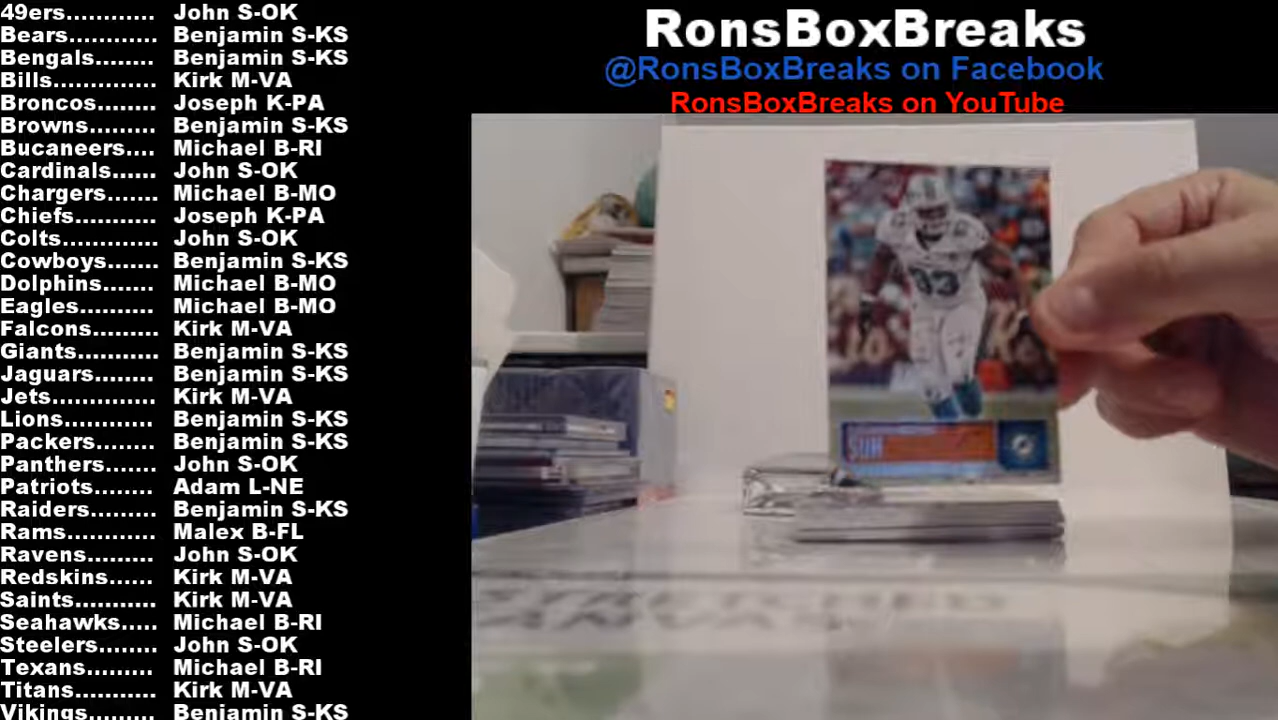 49ers............ John S-OK
Bears............ Benjamin S-KS
Bengals........ Benjamin S-KS
Bills............. Kirk M-VA
Broncos........ Joseph K-PA
Browns......... Benjamin S-KS
Bucaneers.... Michael B-RI
Cardinals...... John S-OK
Chargers....... Michael B-MO
Chiefs........... Joseph K-PA
Colts............. John S-OK
Cowboys....... Benjamin S-KS
Dolphins....... Michael B-MO
Eagles.......... Michael B-MO
Falcons......... Kirk M-VA
Giants........... Benjamin S-KS
Jaguars........ Benjamin S-KS
Jets.............. Kirk M-VA
Lions............ Benjamin S-KS
Packers........ Benjamin S-KS
Panthers....... John S-OK
Patriots........ Adam L-NE
Raiders......... Benjamin S-KS
Rams............ Malex B-FL
Ravens......... John S-OK
Redskins...... Kirk M-VA
Saints........... Kirk M-VA
Seahawks..... Michael B-RI
Steelers........ John S-OK
Texans......... Michael B-RI
Titans........... Kirk M-VA
Vikings......... Benjamin S-KS
RonsBoxBreaks
@RonsBoxBreaks on Facebook
RonsBoxBreaks on YouTube
93
SUH
STRETCHED
CANVAS